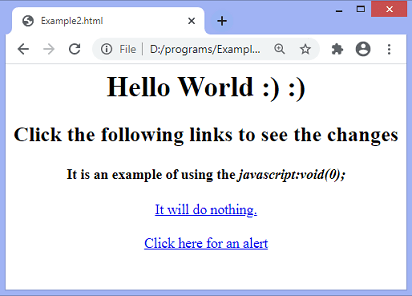 Example2.html
File | D:/programs/Exampl...
Hello World :) :)
Click the following links to see the changes
It is an example of using the javascript:void(0);
It will do nothing.
Click here for an alert